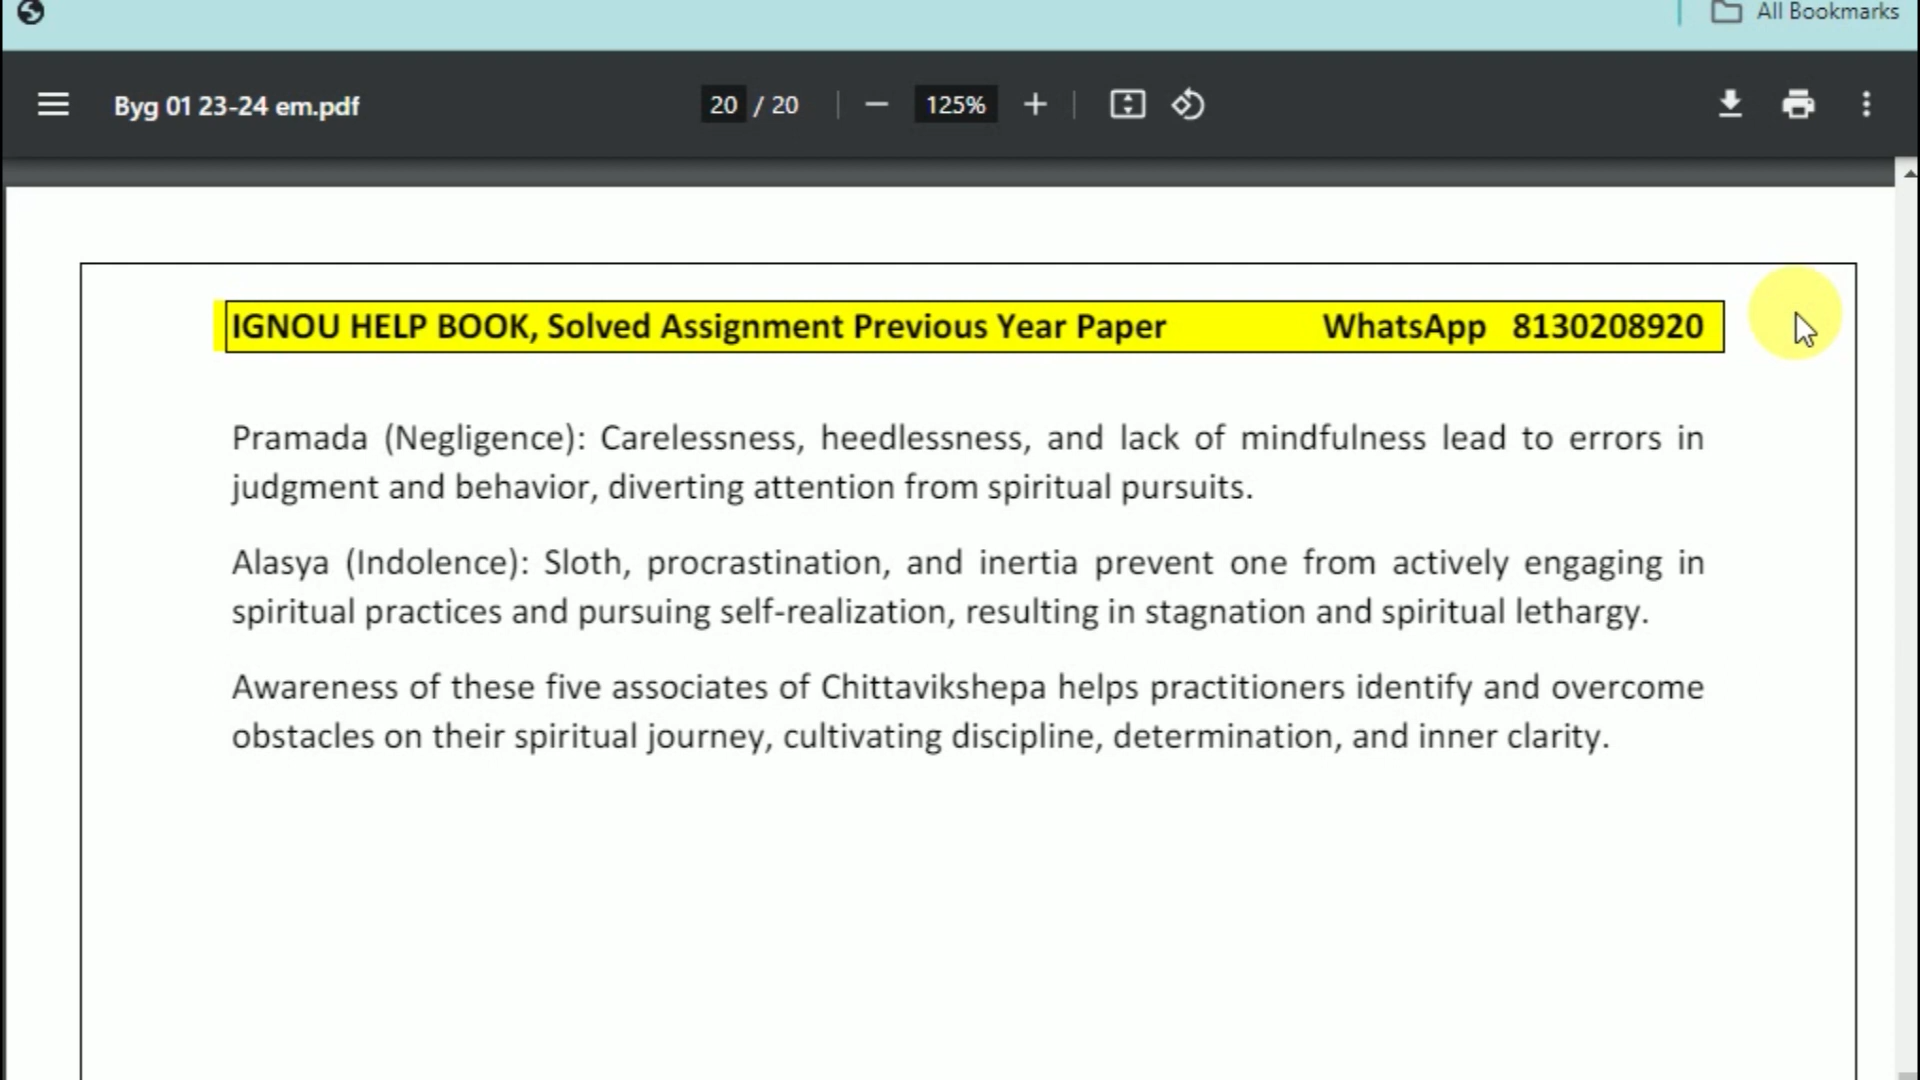 All Bookmarks
Byg 01 23-24 em.pdf 20 / 20 125%
IGNOU HELP BOOK, Solved Assignment Previous Year Paper WhatsApp 8130208920
Pramada (Negligence): Carelessness, heedlessness, and lack of mindfulness lead to errors in
judgment and behavior, diverting attention from spiritual pursuits.
Alasya (Indolence): Sloth, procrastination, and inertia prevent one from actively engaging in
spiritual practices and pursuing self-realization, resulting in stagnation and spiritual lethargy.
Awareness of these five associates of Chittavikshepa helps practitioners identify and overcome
obstacles on their spiritual journey, cultivating discipline, determination, and inner clarity.